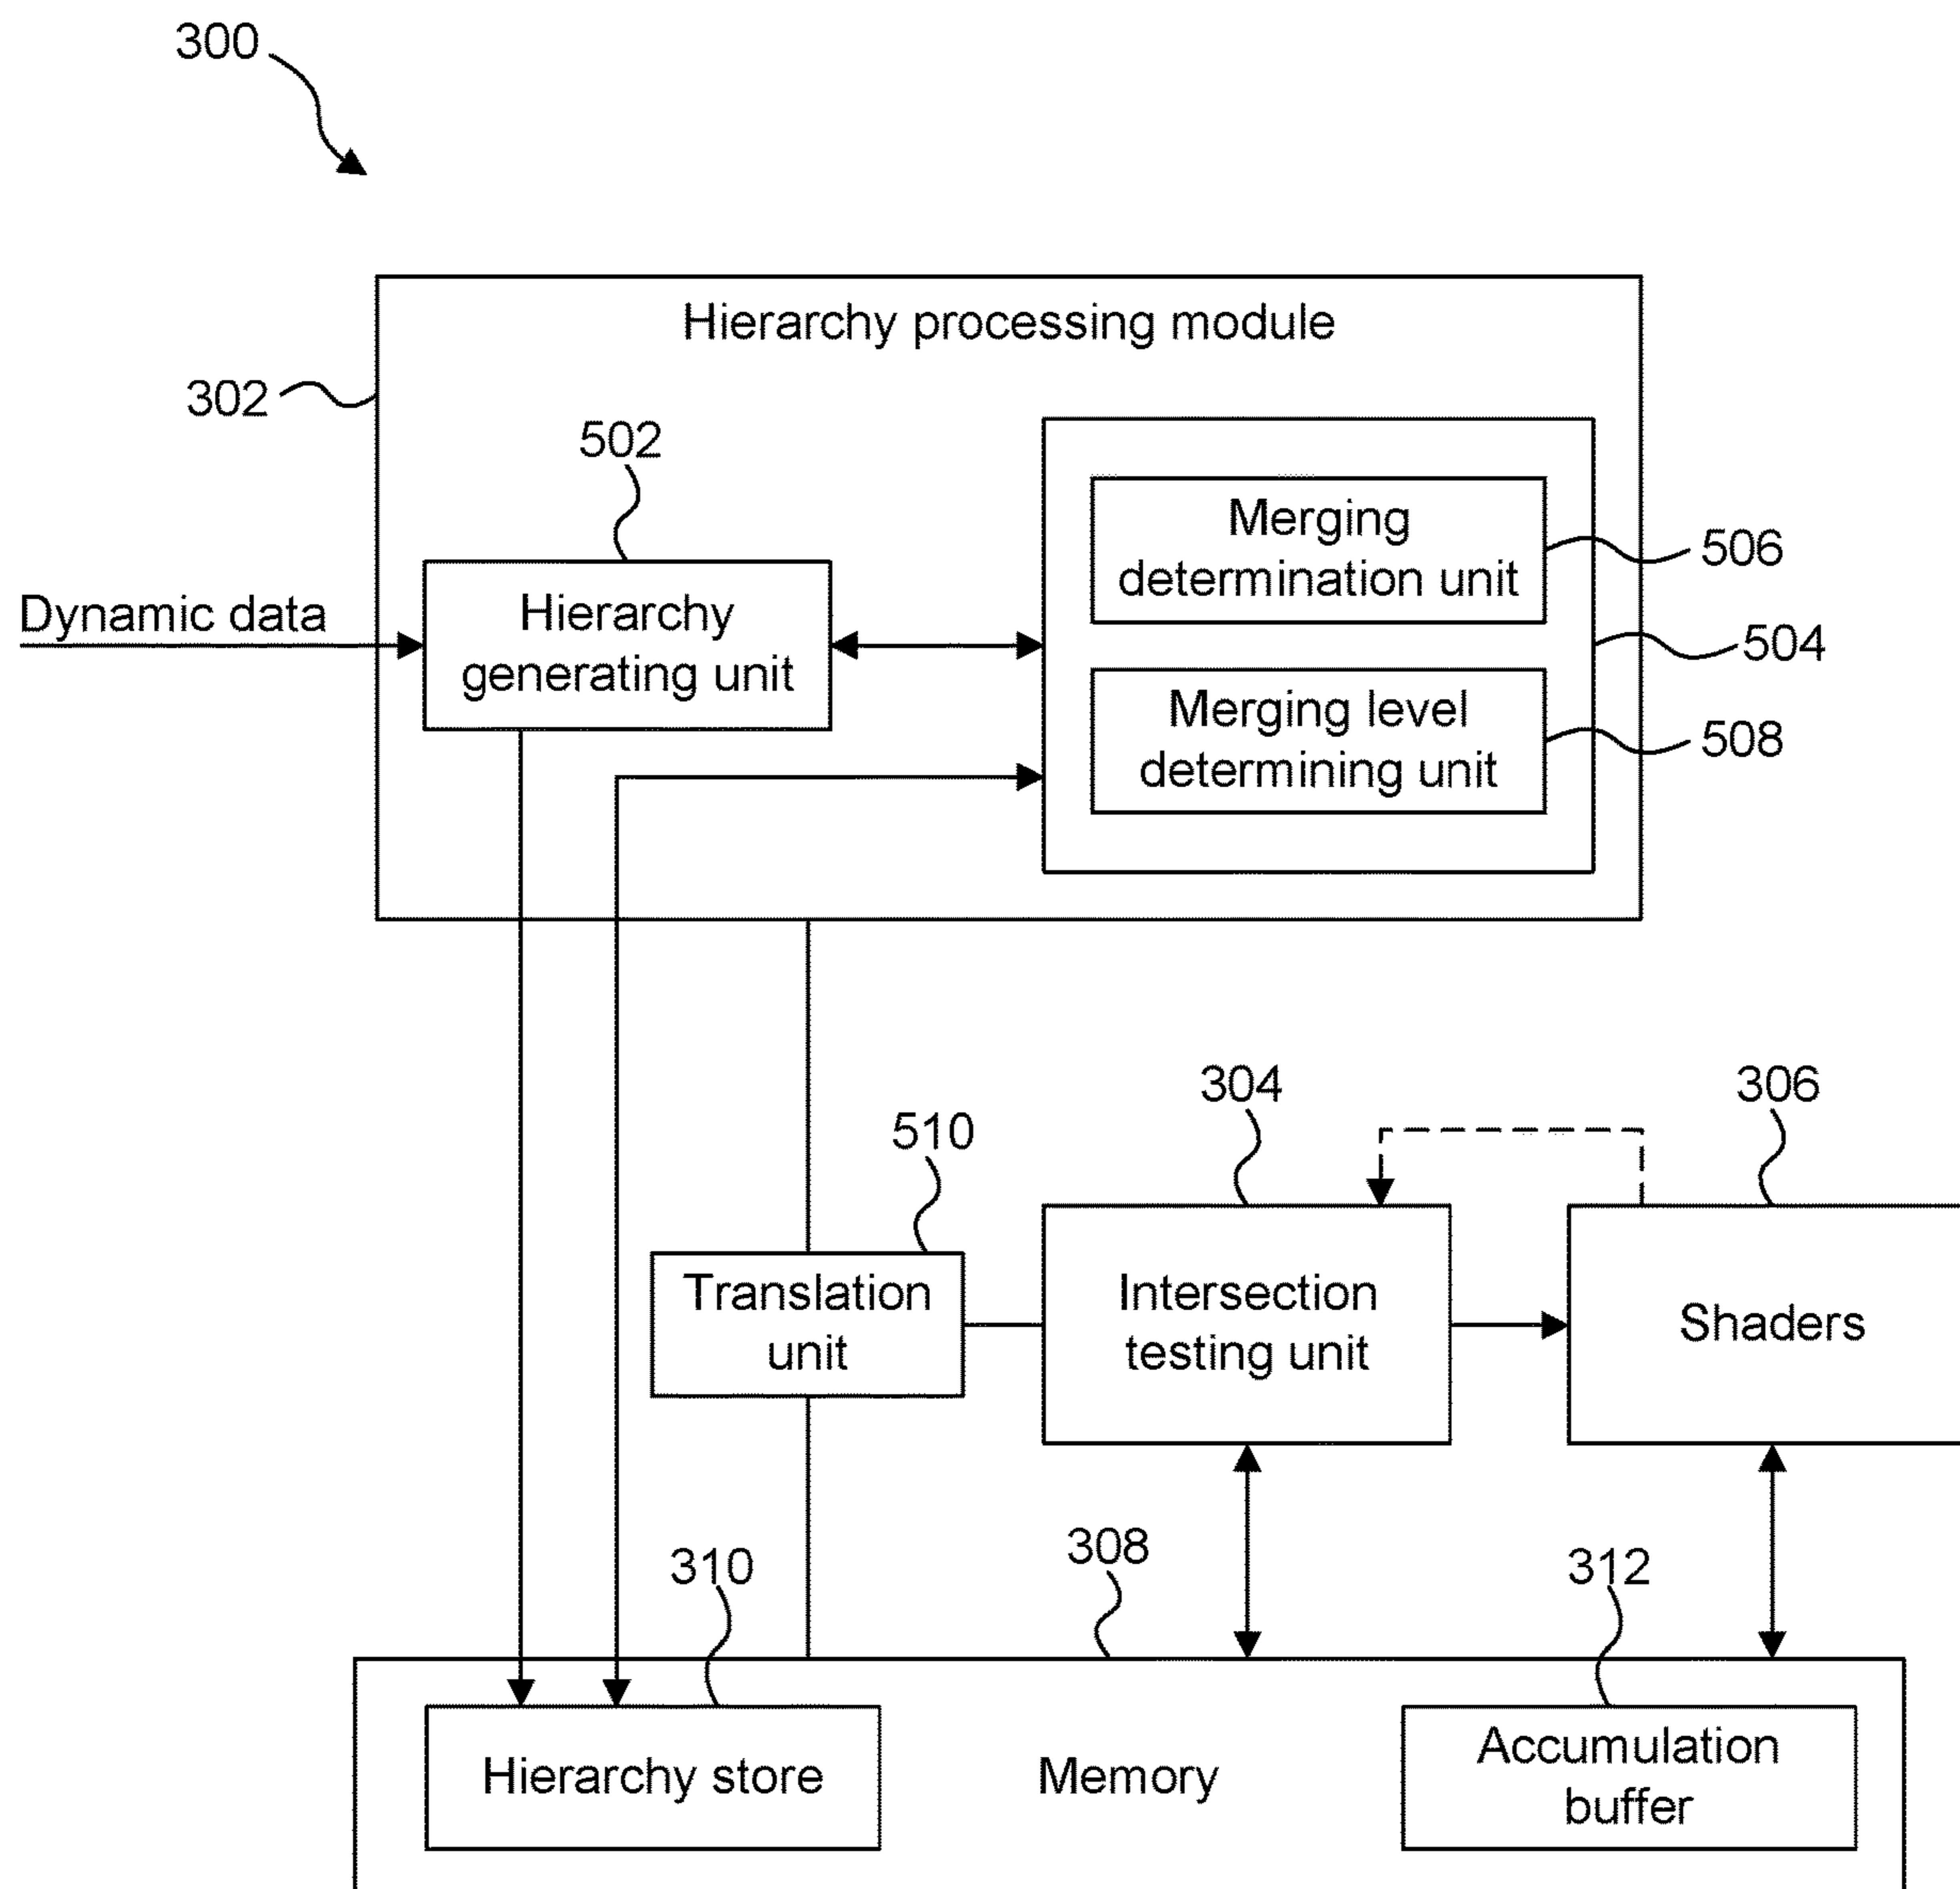 300
Hierarchy processing module
302
502
Merging
determination unit
506
Dynamic data
Hierarchy
generating unit
504
Merging level
determining unit
508
304
306
510
Translation
unit
Intersection
testing unit
Shaders
308
310
312
Hierarchy store
Memory
Accumulation
buffer